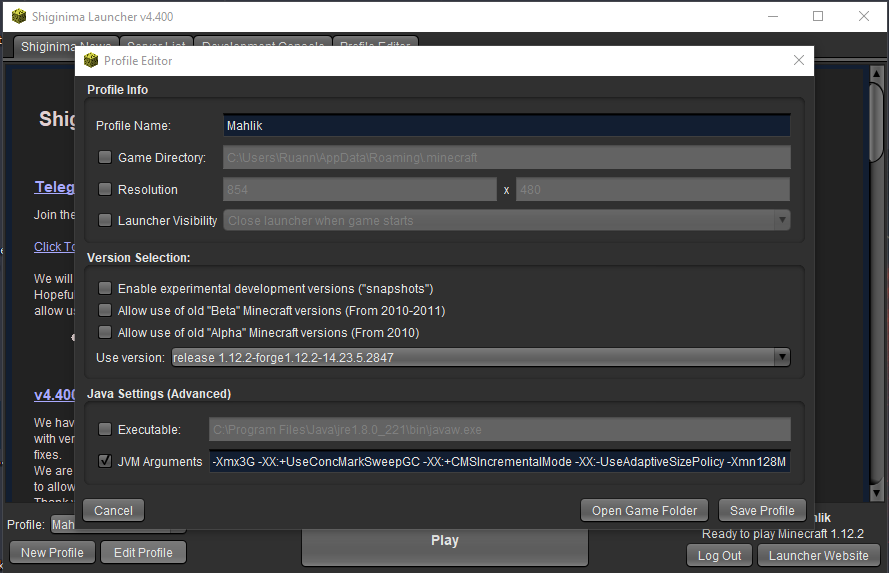 Shiginima Launcher v4.400
Shiginima News Server List Development Console Profile Editor
Profile Editor
Profile Info
Profile Name: Mahlik
Game Directory: C:\Users\Ruann\AppData\Roaming\.minecraft
Resolution 854 x 480
Launcher Visibility Close launcher when game starts
Version Selection:
Enable experimental development versions ("snapshots")
Allow use of old "Beta" Minecraft versions (From 2010-2011)
Allow use of old "Alpha" Minecraft versions (From 2010)
Use version: release 1.12.2-forge1.12.2-14.23.5.2847
Java Settings (Advanced)
Executable: C:\Program Files\Java\jre1.8.0_221\bin\javaw.exe
JVM Arguments -Xmx3G -XX:+UseConcMarkSweepGC -XX:+CMSIncrementalMode -XX:-UseAdaptiveSizePolicy -Xmn128M
Cancel Open Game Folder Save Profile
Shig
Teleg
Join the
Click To
We will
Hopefu
allow us
v4.400
We hav
with ver
fixes.
We are
to allow
Profile: Mah
New Profile Edit Profile
Play
hlik
Ready to play Minecraft 1.12.2
Log Out Launcher Website